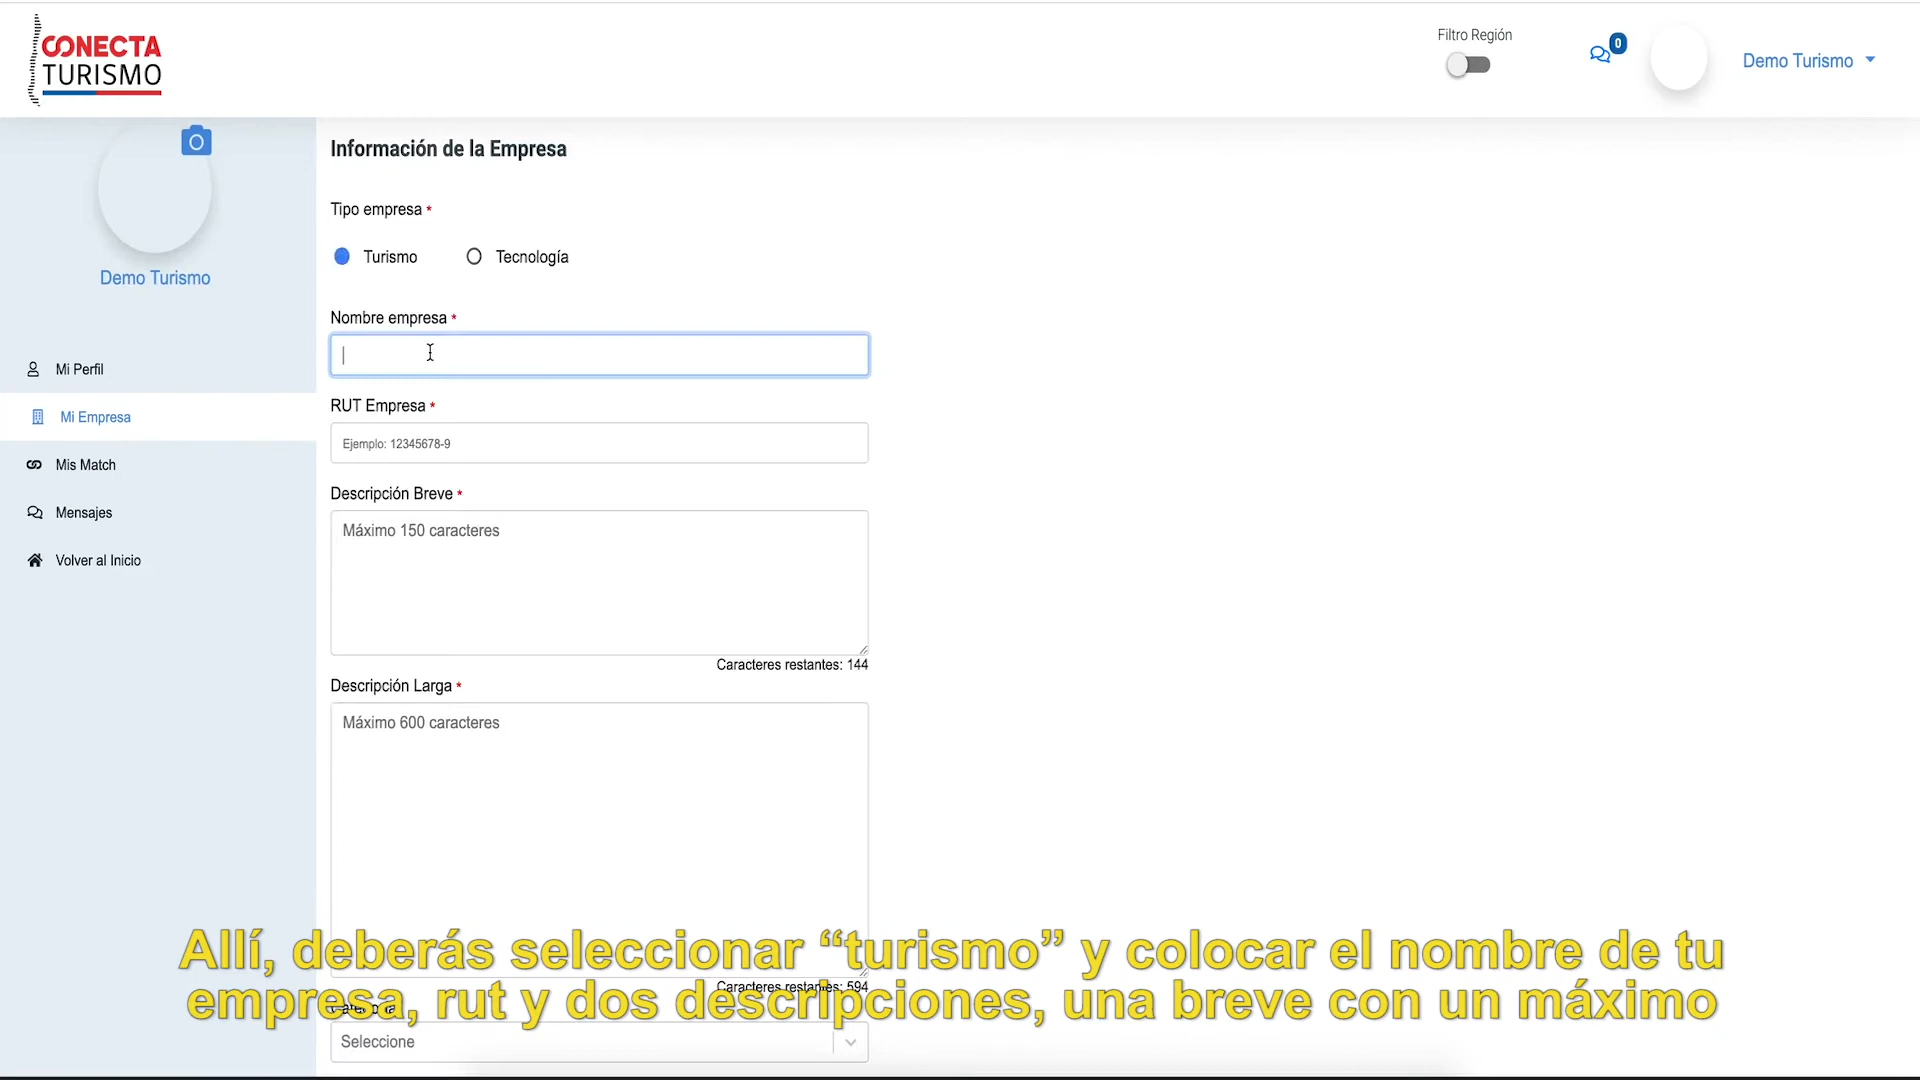 CONECTA
TURISMO
Filtro Región
0
Demo Turismo
Demo Turismo
Mi Perfil
Mi Empresa
Mis Match
Mensajes
Volver al Inicio
Información de la Empresa
Tipo empresa *
Turismo
Tecnología
Nombre empresa *
RUT Empresa *
Ejemplo: 12345678-9
Descripción Breve *
Máximo 150 caracteres
Caracteres restantes: 144
Descripción Larga *
Máximo 600 caracteres
Caracteres restantes: 594
Seleccione
Allí, deberás seleccionar “turismo” y colocar el nombre de tu
empresa, rut y dos descripciones, una breve con un máximo